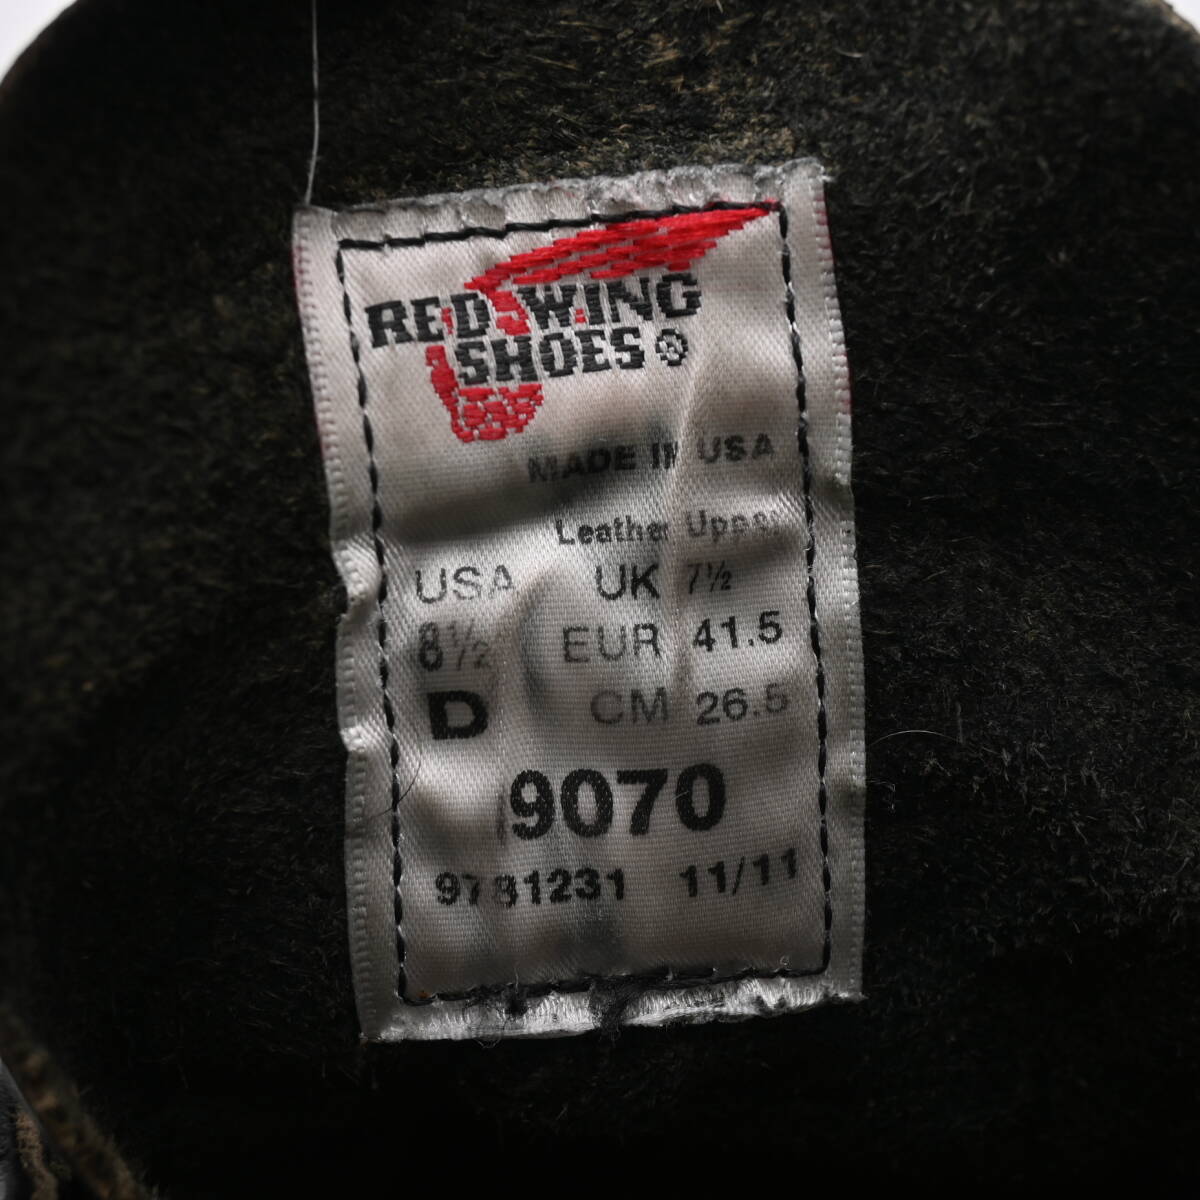 RED WING
SHOES ®
MADE IN USA
Leather Upper
USA UK 7½
8½ EUR 41.5
D CM 26.5
9070
9781231 11/11